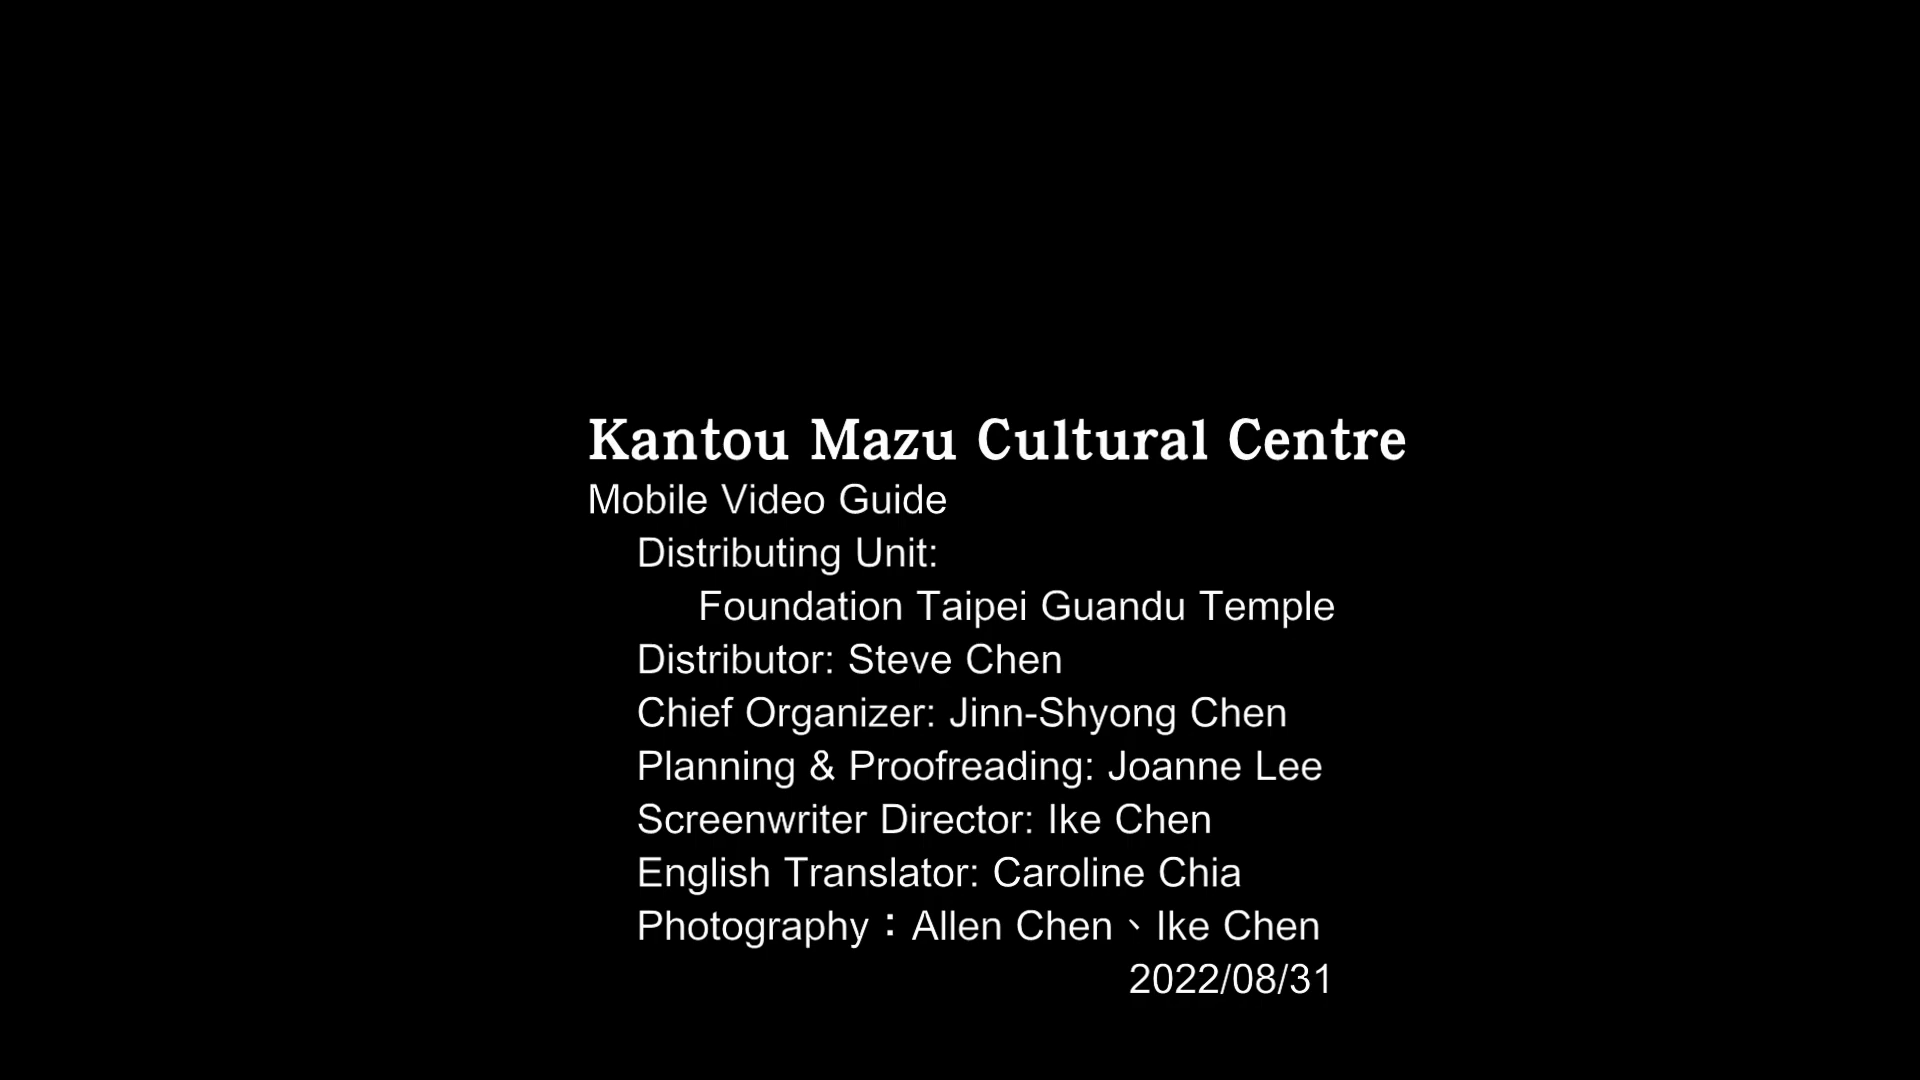 Kantou Mazu Cultural Centre
Mobile Video Guide
Distributing Unit:
Foundation Taipei Guandu Temple
Distributor: Steve Chen
Chief Organizer: Jinn-Shyong Chen
Planning & Proofreading: Joanne Lee
Screenwriter Director: Ike Chen
English Translator: Caroline Chia
Photography：Allen Chen、Ike Chen
2022/08/31